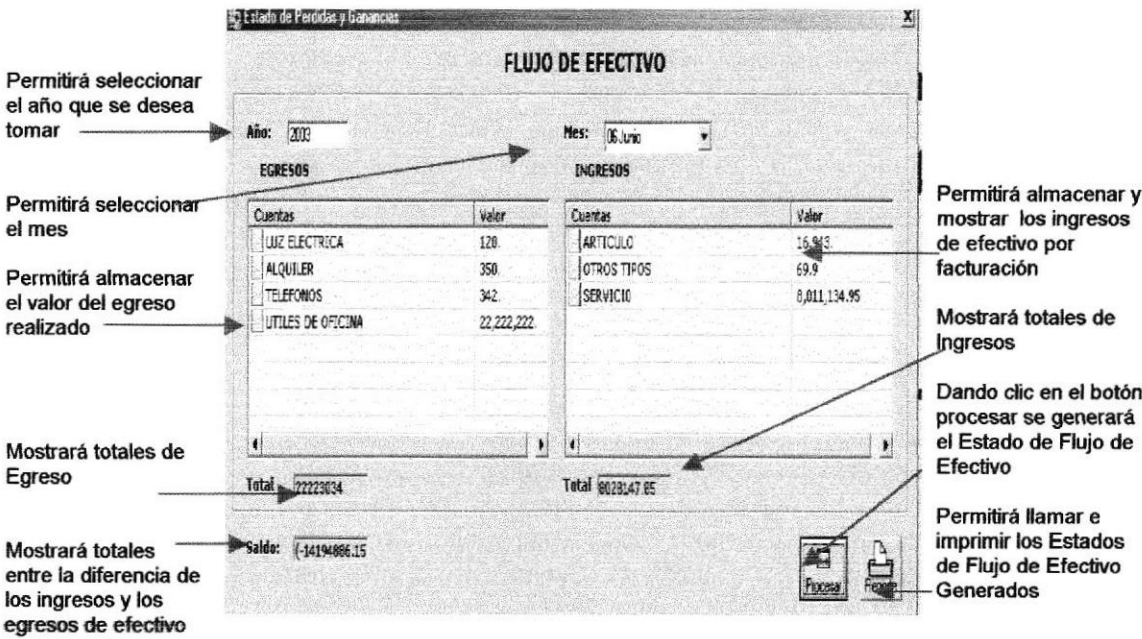 Estado de Perdidas y Ganancias
X
FLUJO DE EFECTIVO
Permitirá seleccionar
el año que se desea
tomar
Año: 2003
Mes: 06 Junio
EGRESOS
INGRESOS
Permitirá seleccionar
el mes
Cuentas Valor
LUZ ELECTRICA 120.
ALQUILER 350.
TELEFONOS 342.
UTILES DE OFICINA 22,222,222.
Cuentas Valor
ARTICULO 16,943.
OTROS TIPOS 69.9
SERVICIO 8,011,134.95
Permitirá almacenar
el valor del egreso
realizado
Permitirá almacenar y
mostrar los ingresos
de efectivo por
facturación
Mostrará totales de
Ingresos
Dando clic en el botón
procesar se generará
el Estado de Flujo de
Efectivo
Mostrará totales de
Egreso
Total 22223034
Total 8028147.85
Permitirá llamar e
imprimir los Estados
de Flujo de Efectivo
Generados
Mostrará totales
entre la diferencia de
los ingresos y los
egresos de efectivo
Saldo: (-14194886.15
Procesar